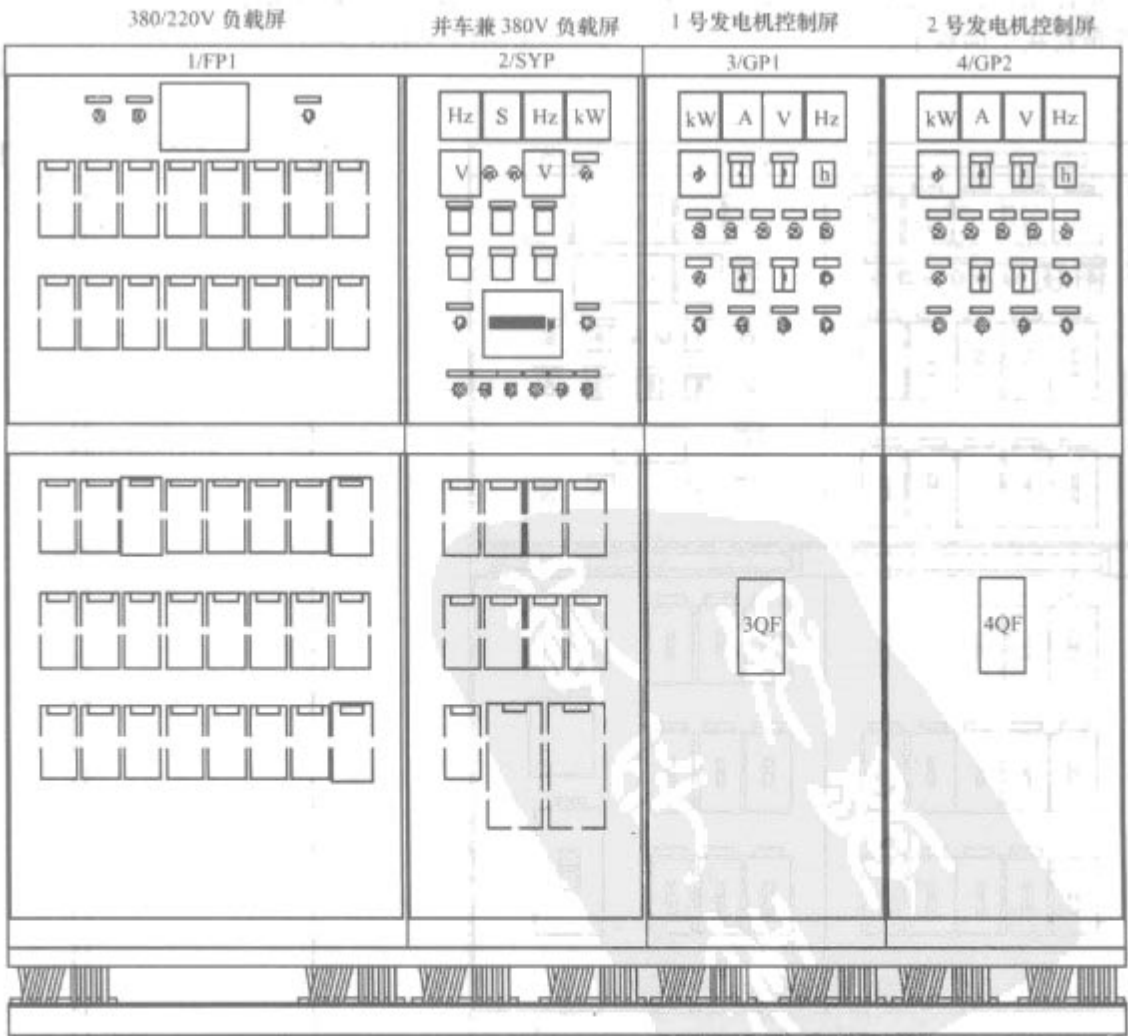 380/220V 负载屏
并车兼 380V 负载屏
1 号发电机控制屏
2 号发电机控制屏
1/FP1
2/SYP
3/GP1
4/GP2
Hz S Hz kW
kW A V Hz
kW A V Hz
V V
h
h
3QF
4QF